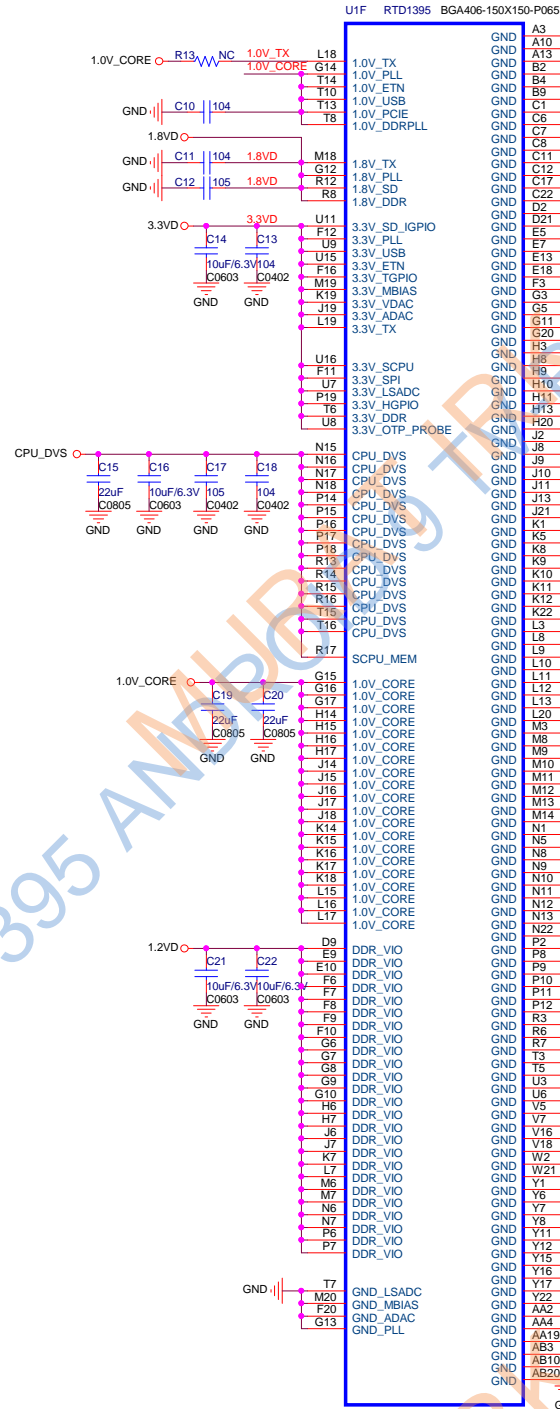 U1F RTD1395 BGA406-150X150-P065
1.0V_CORE R13 NC 1.0V_TX L18 1.0V_TX
1.0V_CORE G14 1.0V_PLL
T14 1.0V_ETN
T10 1.0V_USB
GND C10 104 T13 1.0V_PCIE
T8 1.0V_DDRPLL
1.8VD
GND C11 104 1.8VD M18 1.8V_TX
G12 1.8V_PLL
GND C12 105 1.8VD R12 1.8V_SD
R8 1.8V_DDR
3.3VD 3.3VD U11 3.3V_SD_IGPIO
C14 C13 F12 3.3V_PLL
U9 3.3V_USB
10uF/6.3V 104 U15 3.3V_ETN
C0603 C0402 F16 3.3V_TGPIO
GND GND M19 3.3V_MBIAS
K19 3.3V_VDAC
J19 3.3V_ADAC
L19 3.3V_TX
U16 3.3V_SCPU
F11 3.3V_SPI
U7 3.3V_LSADC
P19 3.3V_HGPIO
T6 3.3V_DDR
U8 3.3V_OTP_PROBE
CPU_DVS N15 CPU_DVS
C15 C16 C17 C18 N16 CPU_DVS
N17 CPU_DVS
22uF 10uF/6.3V 105 104 N18 CPU_DVS
C0805 C0603 C0402 C0402 P14 CPU_DVS
GND GND GND GND P15 CPU_DVS
P16 CPU_DVS
P17 CPU_DVS
P18 CPU_DVS
R13 CPU_DVS
R14 CPU_DVS
R15 CPU_DVS
R16 CPU_DVS
T15 CPU_DVS
T16 CPU_DVS
R17 SCPU_MEM
1.0V_CORE G15 1.0V_CORE
C19 C20 G16 1.0V_CORE
G17 1.0V_CORE
22uF 22uF H14 1.0V_CORE
C0805 C0805 H15 1.0V_CORE
GND GND H16 1.0V_CORE
H17 1.0V_CORE
J14 1.0V_CORE
J15 1.0V_CORE
J16 1.0V_CORE
J17 1.0V_CORE
J18 1.0V_CORE
K14 1.0V_CORE
K15 1.0V_CORE
K16 1.0V_CORE
K17 1.0V_CORE
K18 1.0V_CORE
L15 1.0V_CORE
L16 1.0V_CORE
L17 1.0V_CORE
1.2VD D9 DDR_VIO
C21 C22 E9 DDR_VIO
E10 DDR_VIO
10uF/6.3V 10uF/6.3V F6 DDR_VIO
C0603 C0603 F7 DDR_VIO
GND GND F8 DDR_VIO
F9 DDR_VIO
F10 DDR_VIO
G6 DDR_VIO
G7 DDR_VIO
G8 DDR_VIO
G9 DDR_VIO
G10 DDR_VIO
H6 DDR_VIO
H7 DDR_VIO
J6 DDR_VIO
J7 DDR_VIO
K7 DDR_VIO
L7 DDR_VIO
M6 DDR_VIO
M7 DDR_VIO
N6 DDR_VIO
N7 DDR_VIO
P6 DDR_VIO
P7 DDR_VIO
GND T7 GND_LSADC
M20 GND_MBIAS
F20 GND_ADAC
G13 GND_PLL
GND A3
GND A10
GND A13
GND B2
GND B4
GND B9
GND C1
GND C6
GND C7
GND C8
GND C11
GND C12
GND C17
GND C22
GND D2
GND D21
GND E5
GND E7
GND E13
GND E18
GND F3
GND G3
GND G5
GND G11
GND G20
GND H3
GND H8
GND H9
GND H10
GND H11
GND H13
GND H20
GND J2
GND J8
GND J9
GND J10
GND J11
GND J13
GND J21
GND K1
GND K5
GND K8
GND K9
GND K10
GND K11
GND K12
GND K22
GND L3
GND L8
GND L9
GND L10
GND L11
GND L12
GND L13
GND L20
GND M3
GND M8
GND M9
GND M10
GND M11
GND M12
GND M13
GND M14
GND N1
GND N5
GND N8
GND N9
GND N10
GND N11
GND N12
GND N13
GND N22
GND P2
GND P8
GND P9
GND P10
GND P11
GND P12
GND R3
GND R6
GND R7
GND T3
GND T5
GND U3
GND U6
GND V5
GND V7
GND V16
GND V18
GND W2
GND W21
GND Y1
GND Y6
GND Y7
GND Y8
GND Y11
GND Y12
GND Y15
GND Y16
GND Y17
GND Y22
GND AA2
GND AA4
GND AA19
GND AB3
GND AB10
GND AB20
MURAT
395 ANDROID 9 TV